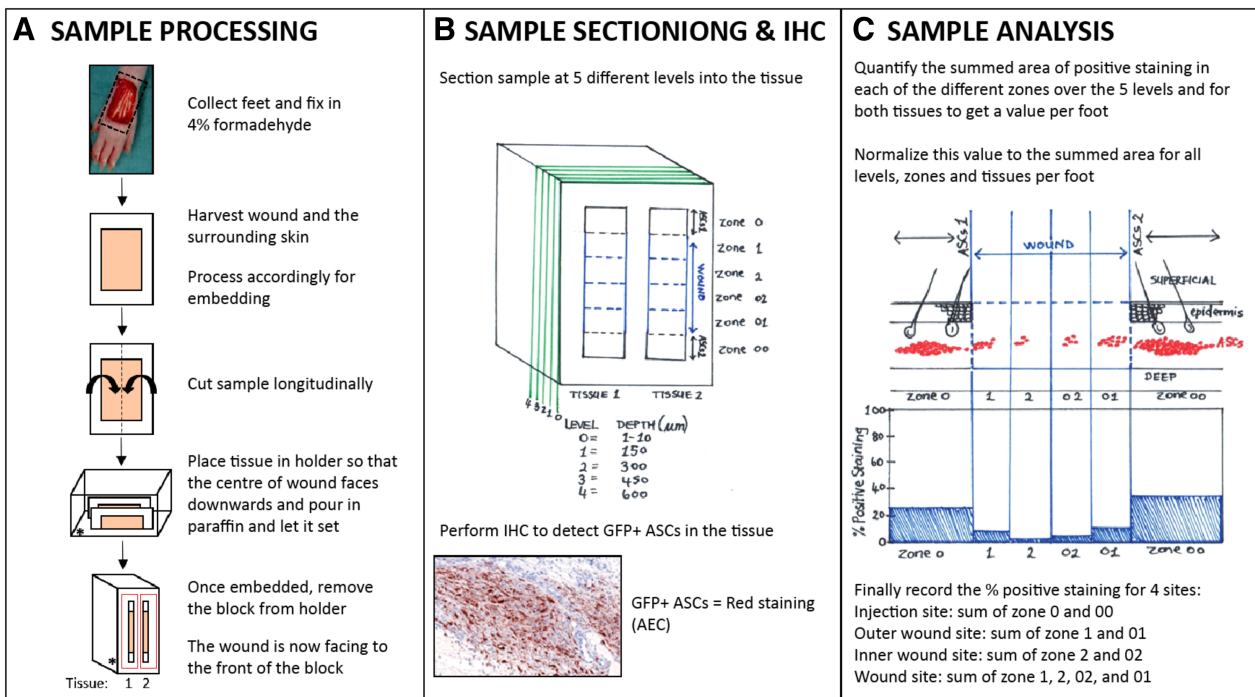 A SAMPLE PROCESSING
Collect feet and fix in
4% formadehyde
Harvest wound and the
surrounding skin
Process accordingly for
embedding
Cut sample longitudinally
Place tissue in holder so that
the centre of wound faces
downwards and pour in
paraffin and let it set
*
Once embedded, remove
the block from holder
The wound is now facing to
the front of the block
*
Tissue: 1 2
B SAMPLE SECTIONIONG & IHC
Section sample at 5 different levels into the tissue
ASCs1
WOUND
ASCs2
zone 0
zone 1
zone 2
zone 02
zone 01
zone 00
TISSUE 1 TISSUE 2
4 3 2 1 0
LEVEL DEPTH (µm)
0 = 1-10
1 = 150
2 = 300
3 = 450
4 = 600
Perform IHC to detect GFP+ ASCs in the tissue
GFP+ ASCs = Red staining
(AEC)
C SAMPLE ANALYSIS
Quantify the summed area of positive staining in
each of the different zones over the 5 levels and for
both tissues to get a value per foot
Normalize this value to the summed area for all
levels, zones and tissues per foot
ASCs 1
WOUND
ASCs 2
SUPERFICIAL
epidermis
ASCs
DEEP
zone 0 1 2 02 01 zone 00
% Positive Staining
100
80
60
40
20
0
zone 0 1 2 02 01 zone 00
Finally record the % positive staining for 4 sites:
Injection site: sum of zone 0 and 00
Outer wound site: sum of zone 1 and 01
Inner wound site: sum of zone 2 and 02
Wound site: sum of zone 1, 2, 02, and 01